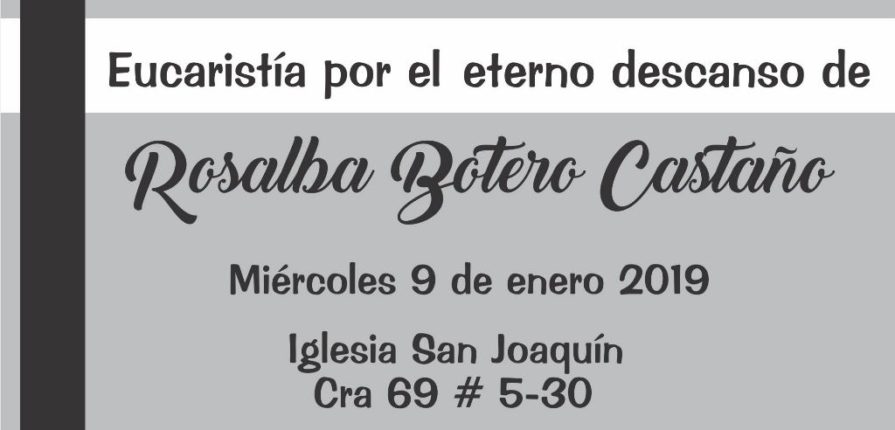 Eucaristía por el eterno descanso de
Rosalba Botero Castaño
Miércoles 9 de enero 2019
Iglesia San Joaquín
Cra 69 # 5-30